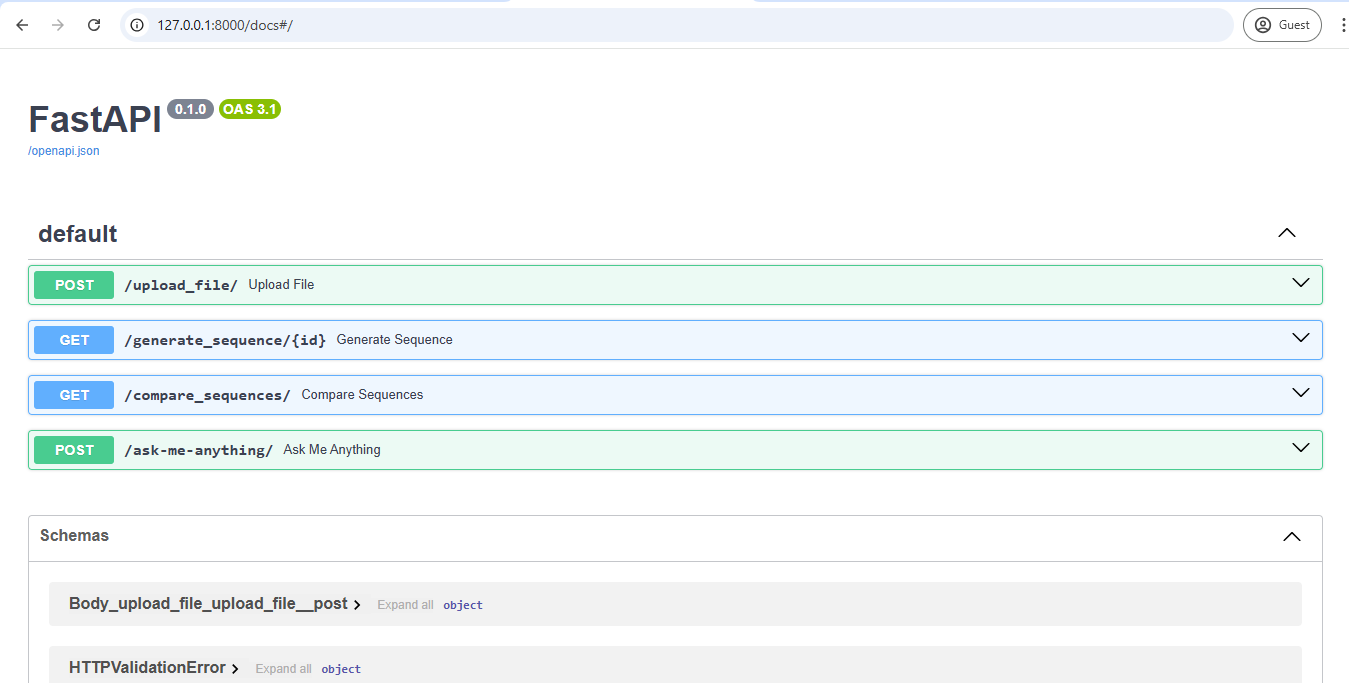 127.0.0.1:8000/docs#/
Guest
FastAPI 0.1.0 OAS 3.1
/openapi.json
default
POST /upload_file/ Upload File
GET /generate_sequence/{id} Generate Sequence
GET /compare_sequences/ Compare Sequences
POST /ask-me-anything/ Ask Me Anything
Schemas
Body_upload_file_upload_file__post Expand all object
HTTPValidationError Expand all object